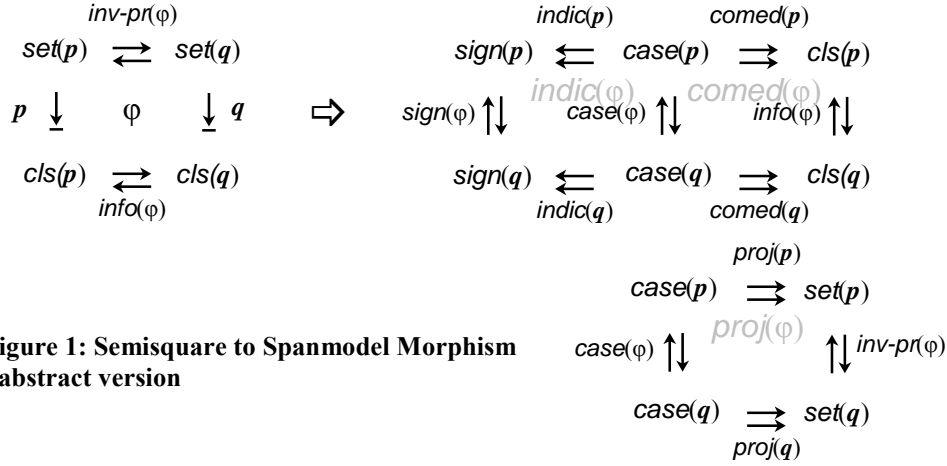 inv-pr(φ)
set(p) set(q)
p φ q
cls(p) cls(q)
info(φ)
indic(p) comed(p)
sign(p) case(p) cls(p)
indic(φ) comed(φ)
sign(φ) case(φ) info(φ)
sign(q) case(q) cls(q)
indic(q) comed(q)
proj(p)
case(p) set(p)
proj(φ)
case(φ) inv-pr(φ)
case(q) set(q)
proj(q)
igure 1: Semisquare to Spanmodel Morphism
abstract version